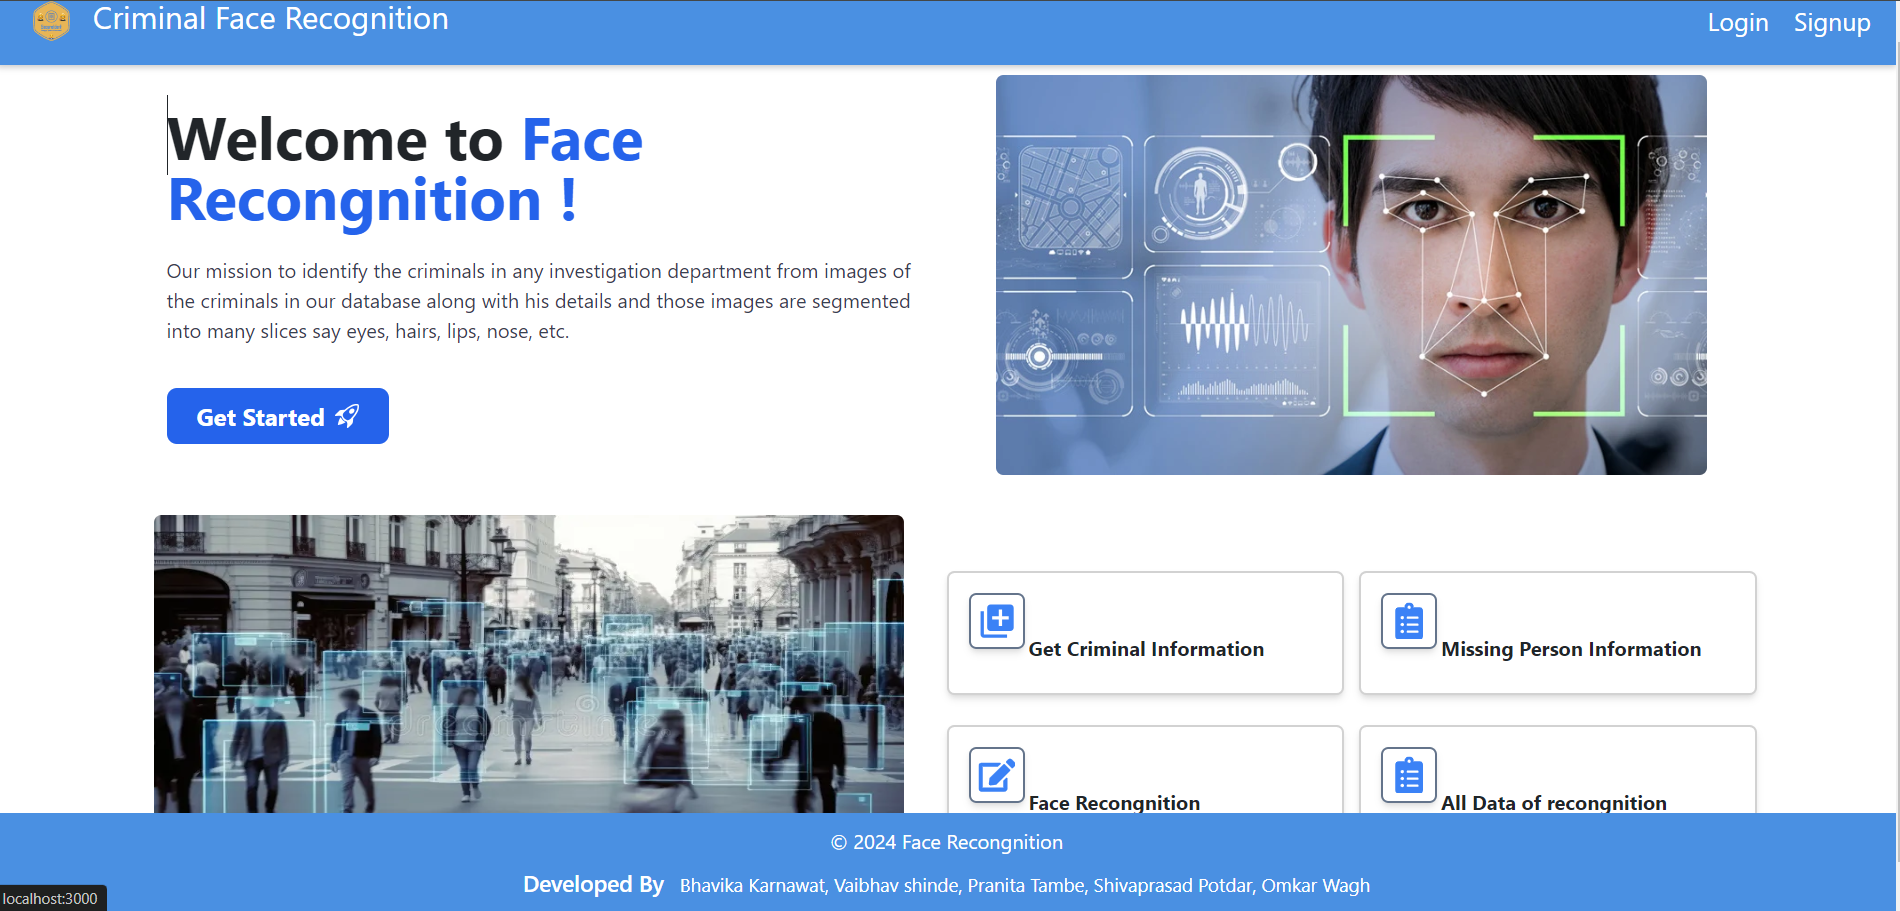 Criminal Face Recognition
Login
Signup
Welcome to Face
Recongnition !
Our mission to identify the criminals in any investigation department from images of
the criminals in our database along with his details and those images are segmented
into many slices say eyes, hairs, lips, nose, etc.
Get Started
Get Criminal Information
Missing Person Information
Face Recongnition
All Data of recongnition
© 2024 Face Recongnition
Developed By Bhavika Karnawat, Vaibhav shinde, Pranita Tambe, Shivaprasad Potdar, Omkar Wagh
localhost:3000